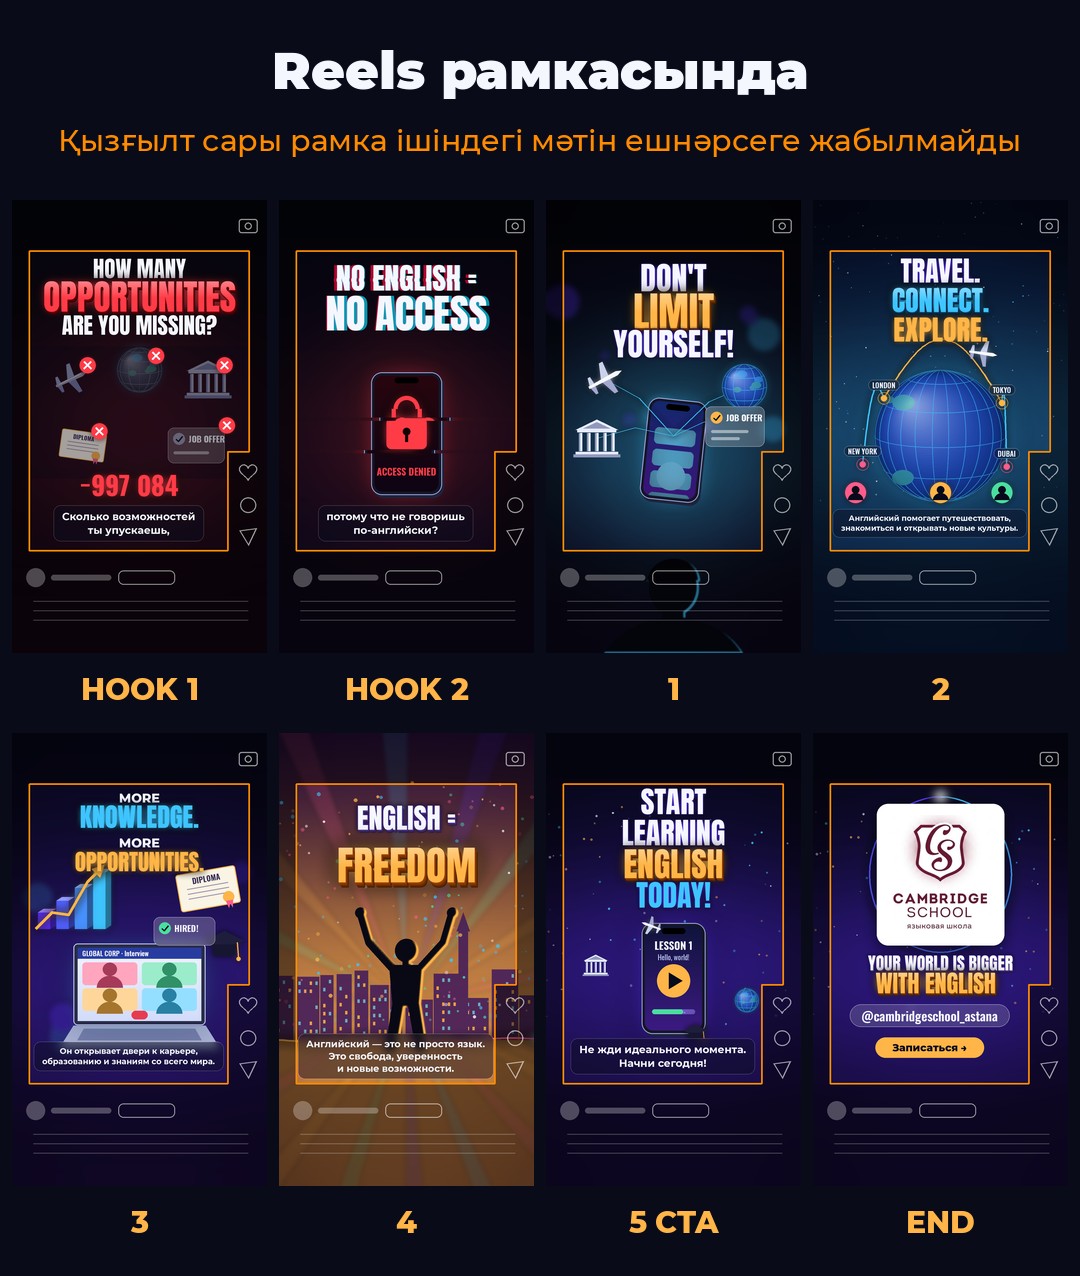 Reels рамкасында
Қызғылт сары рамка ішіндегі мәтін ешнәрсеге жабылмайды
HOW MANY
OPPORTUNITIES
ARE YOU MISSING?
DIPLOMA
JOB OFFER
-997 084
Сколько возможностей
ты упускаешь,
HOOK 1
NO ENGLISH =
NO ACCESS
ACCESS DENIED
потому что не говоришь
по-английски?
HOOK 2
DON'T
LIMIT
YOURSELF!
JOB OFFER
1
TRAVEL.
CONNECT.
EXPLORE.
LONDON
TOKYO
NEW YORK
DUBAI
Английский помогает путешествовать,
знакомиться и открывать новые культуры.
2
MORE
KNOWLEDGE.
MORE
OPPORTUNITIES.
DIPLOMA
HIRED!
GLOBAL CORP · Interview
Он открывает двери к карьере,
образованию и знаниям со всего мира.
3
ENGLISH =
FREEDOM
Английский — это не просто язык.
Это свобода, уверенность
и новые возможности.
4
START
LEARNING
ENGLISH
TODAY!
LESSON 1
Hello, world!
Не жди идеального момента.
Начни сегодня!
5 CTA
CS
CAMBRIDGE
SCHOOL
языковая школа
YOUR WORLD IS BIGGER
WITH ENGLISH
@cambridgeschool_astana
Записаться →
END